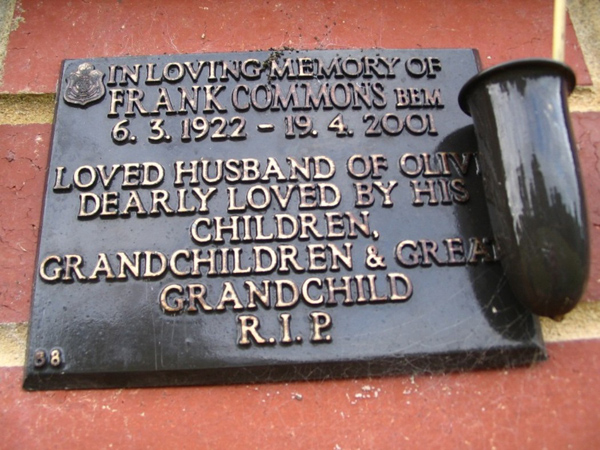 IN LOVING MEMORY OF
FRANK COMMONS BEM
6. 3. 1922 - 19. 4. 2001
LOVED HUSBAND OF OLIV
DEARLY LOVED BY HIS
CHILDREN,
GRANDCHILDREN & GREA
GRANDCHILD
R.I.P.
38